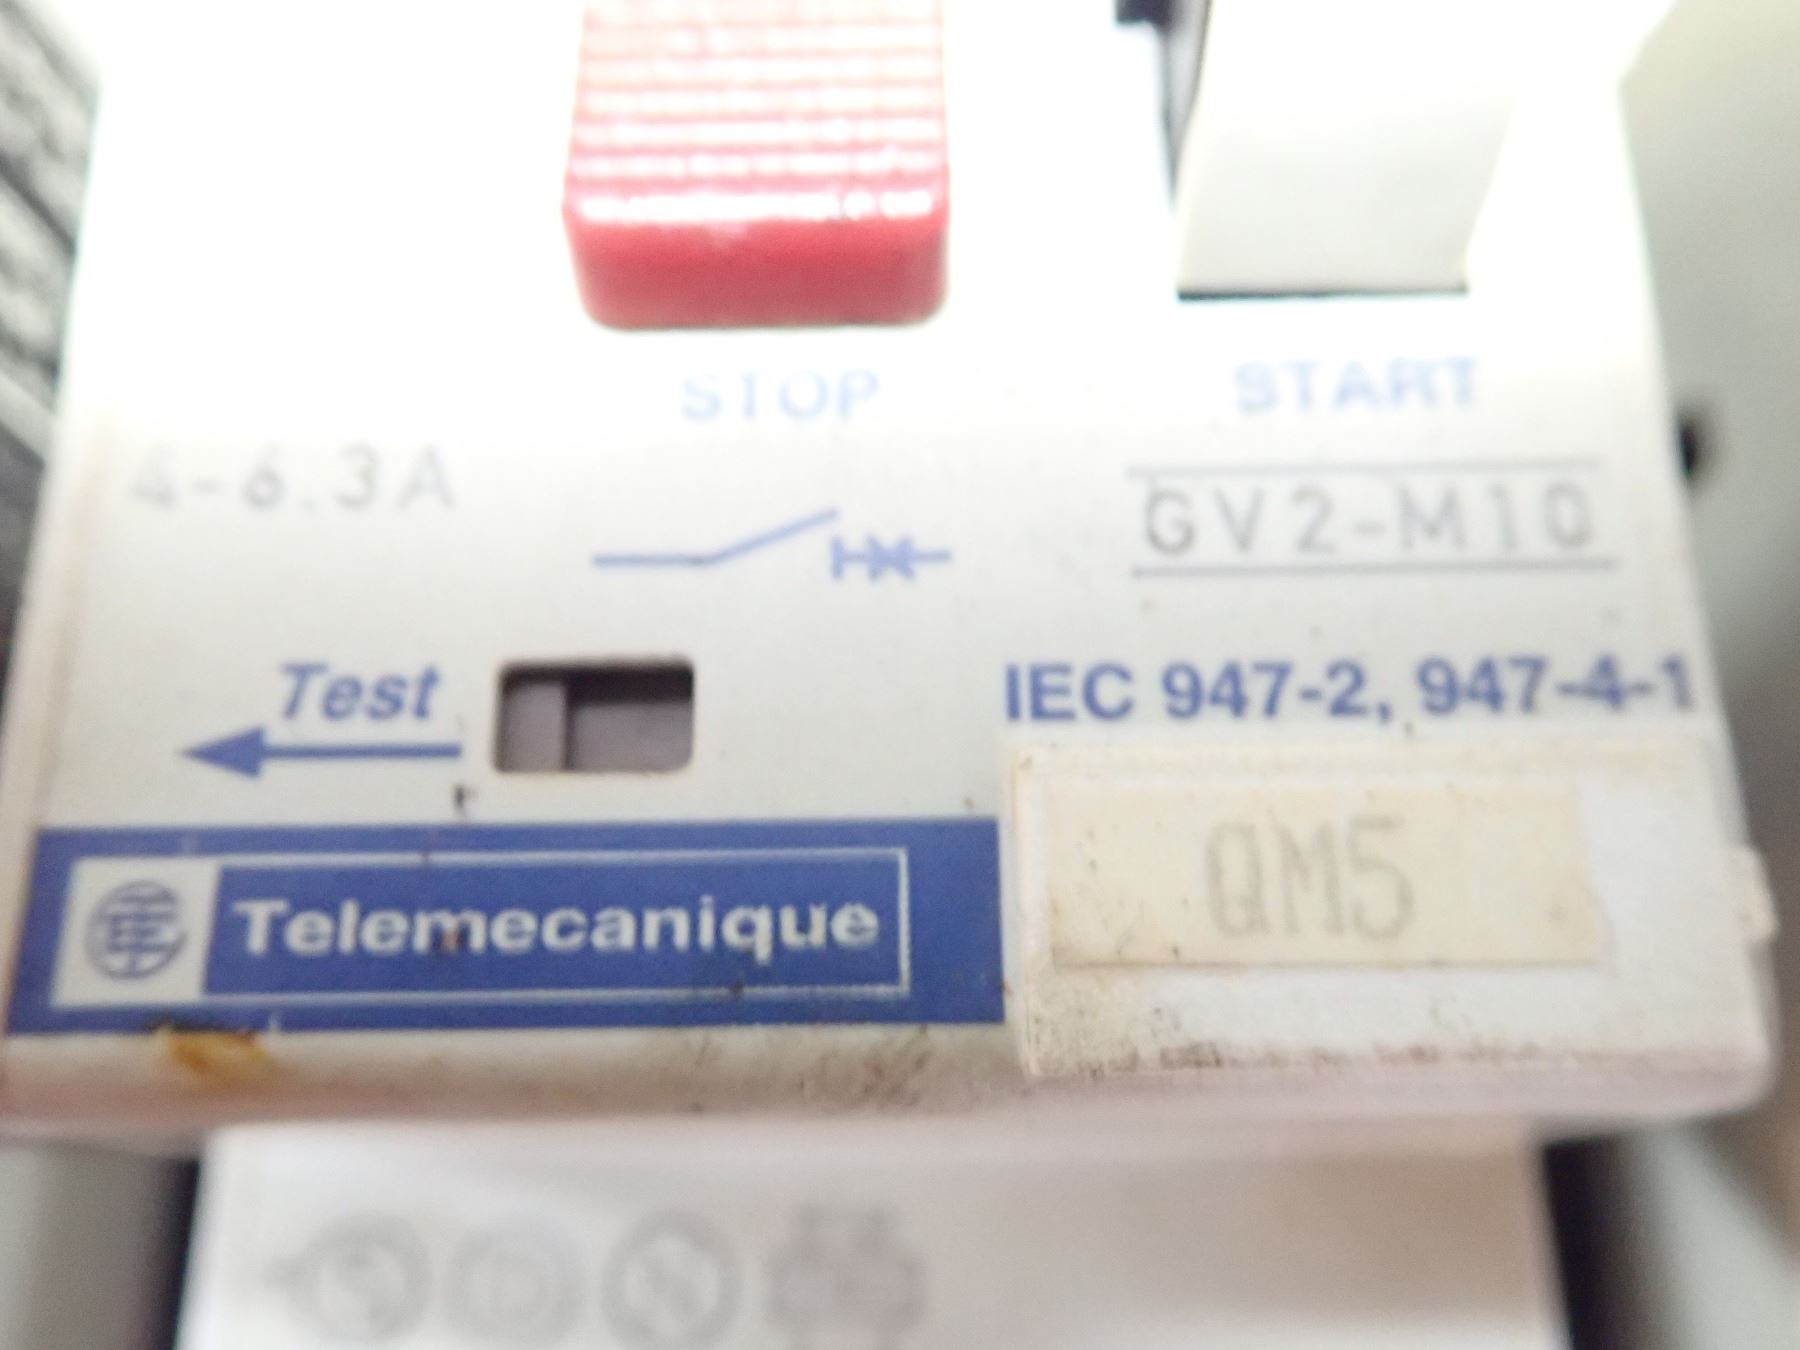 STOP
START
4-6.3A
GV2-M10
Test
IEC 947-2, 947-4-1
Telemecanique
QM5